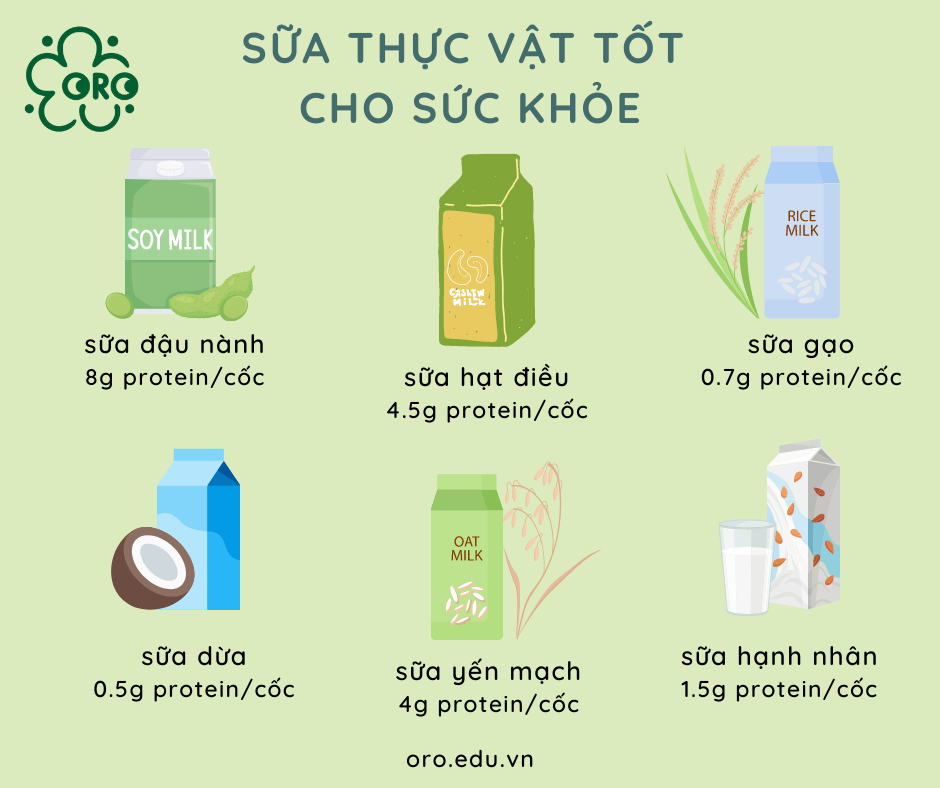 ORO
SỮA THỰC VẬT TỐT
CHO SỨC KHỎE
SOY MILK
sữa đậu nành
8g protein/cốc
CASHEW
MILK
sữa hạt điều
4.5g protein/cốc
RICE
MILK
sữa gạo
0.7g protein/cốc
sữa dừa
0.5g protein/cốc
OAT
MILK
sữa yến mạch
4g protein/cốc
sữa hạnh nhân
1.5g protein/cốc
oro.edu.vn